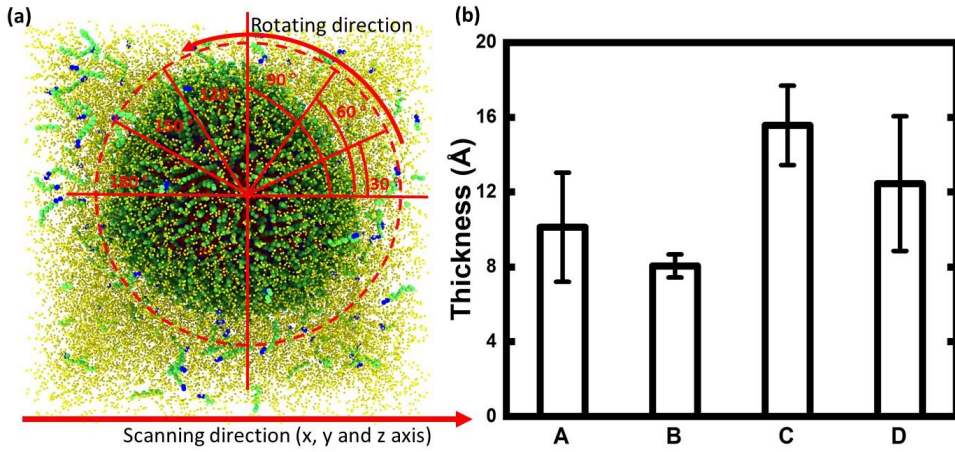 (a)
Rotating direction
90 °
120 °
60 °
150 °
180 °
30 °
Scanning direction (x, y and z axis)
(b)
20
16
12
8
4
0
Thickness (Å)
A B C D